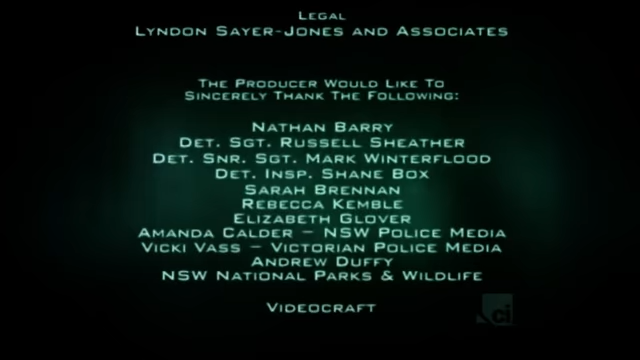 Legal
Lyndon Sayer-Jones and Associates
The Producer Would Like To
Sincerely Thank The Following:
Nathan Barry
Det. Sgt. Russell Sheather
Det. Snr. Sgt. Mark Winterflood
Det. Insp. Shane Box
Sarah Brennan
Rebecca Kemble
Elizabeth Glover
Amanda Calder – NSW Police Media
Vicki Vass – Victorian Police Media
Andrew Duffy
NSW National Parks & Wildlife
Videocraft
ci